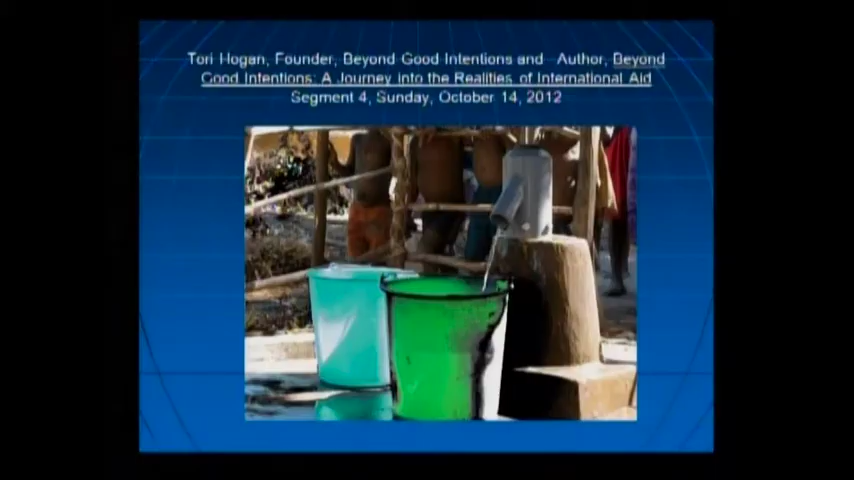 Tori Hogan, Founder, Beyond Good Intentions and Author, Beyond
Good Intentions: A Journey into the Realities of International Aid
Segment 4, Sunday, October 14, 2012